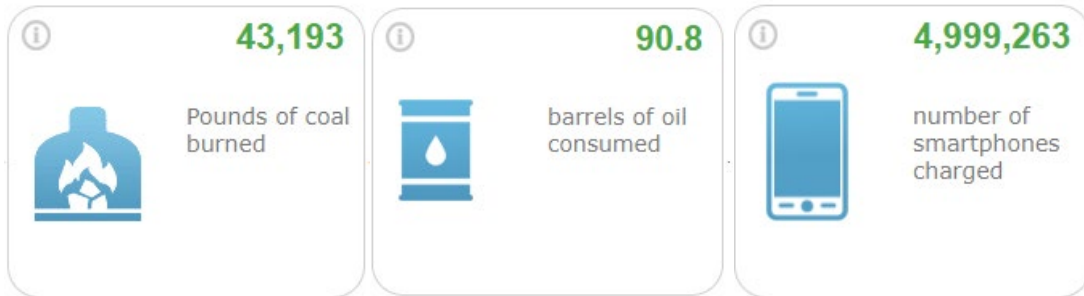 43,193
Pounds of coal
burned
90.8
barrels of oil
consumed
4,999,263
number of
smartphones
charged